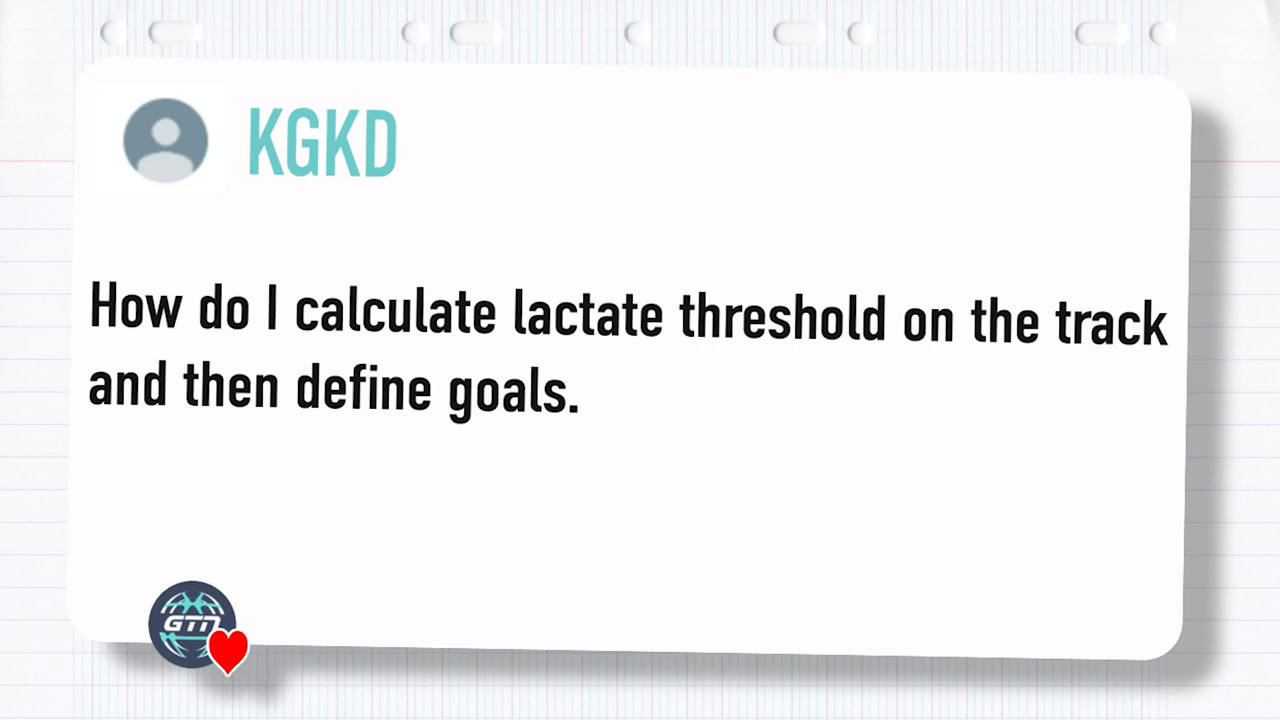 KGKD
How do I calculate lactate threshold on the track
and then define goals.
GTN